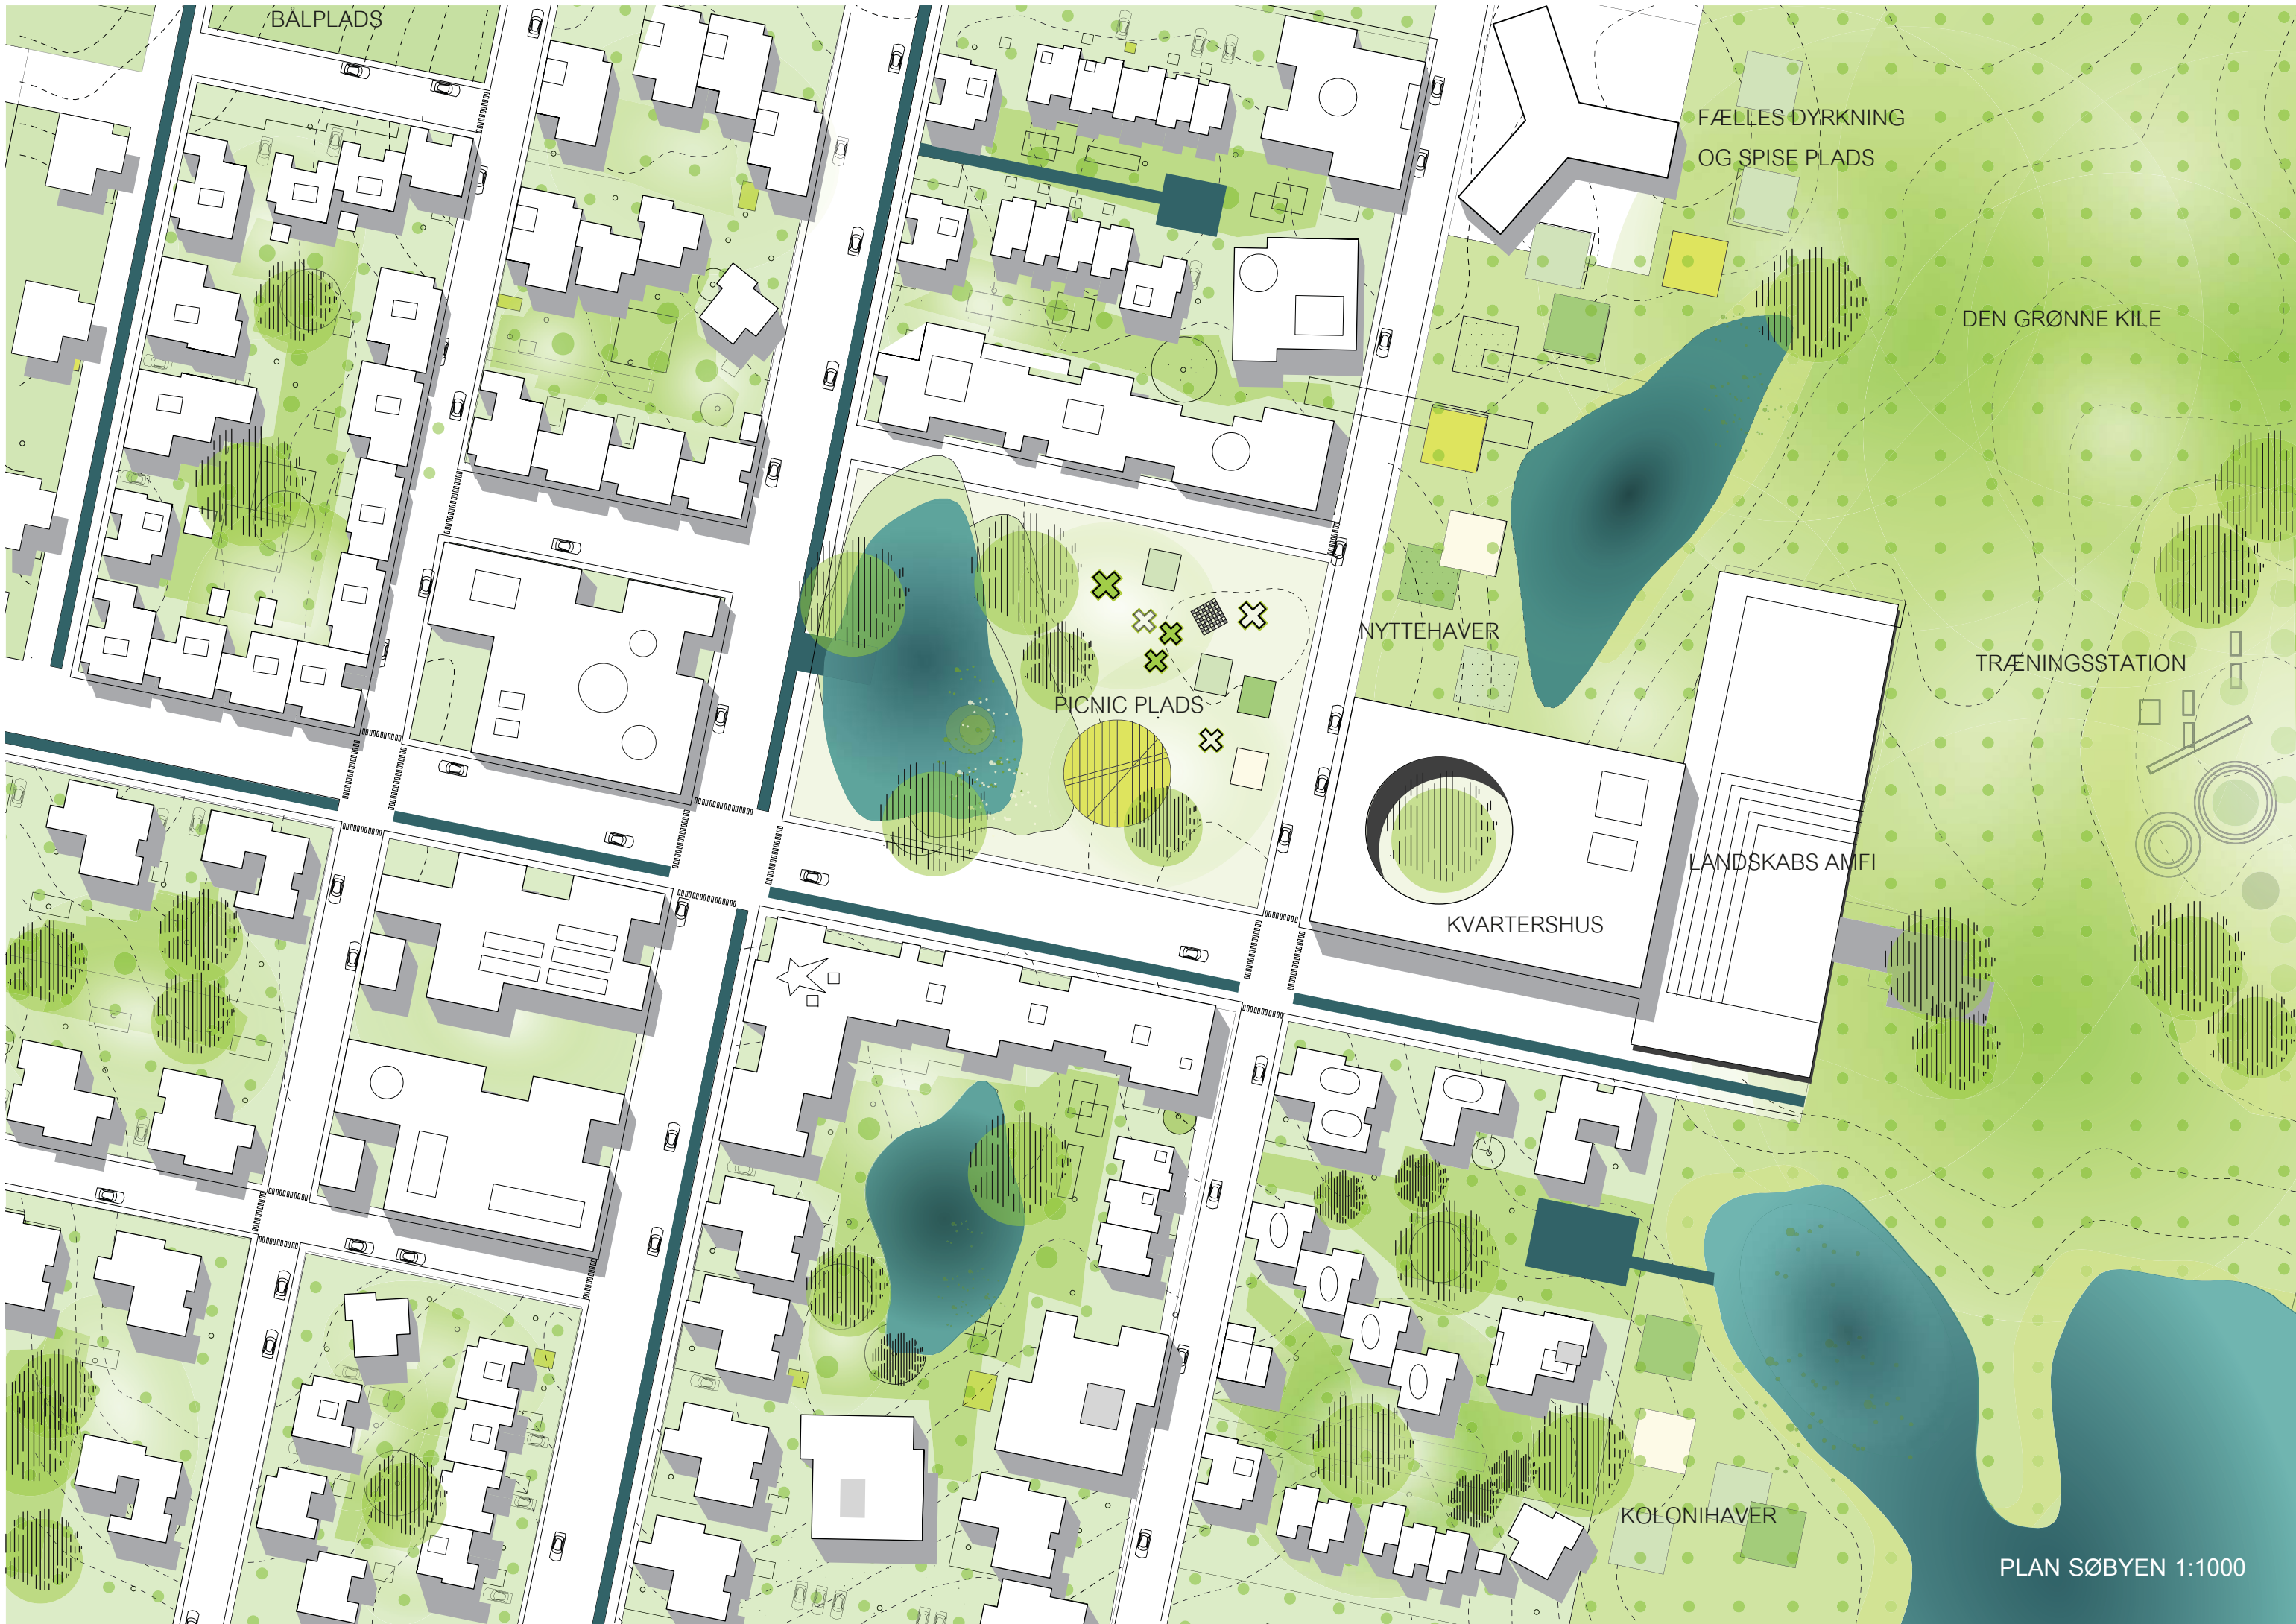 BÅLPLADS
FÆLLES DYRKNING
OG SPISE PLADS
DEN GRØNNE KILE
NYTTEHAVER
TRÆNINGSSTATION
PICNIC PLADS
LANDSKABS AMFI
KVARTERSHUS
KOLONIHAVER
PLAN SØBYEN 1:1000